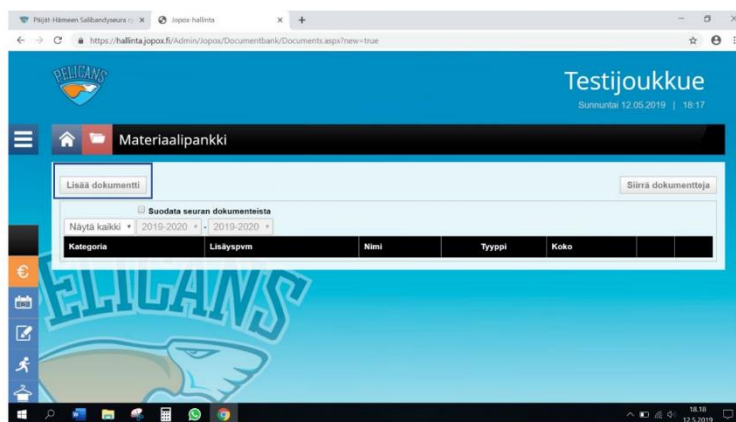 Päijät-Hämeen Salibandyseura ry
Jopox-hallinta
https://hallinta.jopox.fi/Admin/Jopox/Documentbank/Documents.aspx?new=true
PELICANS
Testijoukkue
Sunnuntai 12.05.2019 | 18:17
Materiaalipankki
Lisää dokumentti
Siirrä dokumentteja
Suodata seuran dokumenteista
Näytä kaikki 2019-2020 - 2019-2020
Kategoria Lisäyspvm Nimi Tyyppi Koko
PELICANS
18.18
12.5.2019